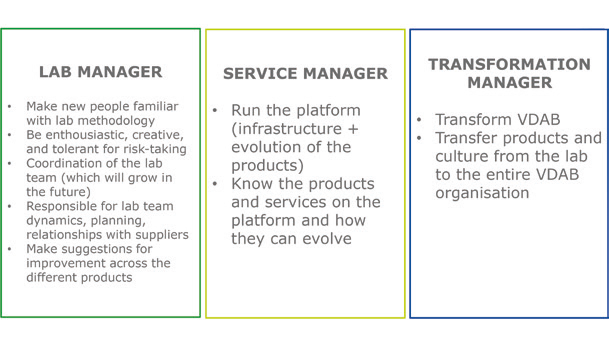 LAB MANAGER
• Make new people familiar
with lab methodology
• Be enthousiastic, creative,
and tolerant for risk-taking
• Coordination of the lab
team (which will grow in
the future)
• Responsible for lab team
dynamics, planning,
relationships with suppliers
• Make suggestions for
improvement across the
different products
SERVICE MANAGER
• Run the platform
(infrastructure +
evolution of the
products)
• Know the products
and services on the
platform and how
they can evolve
TRANSFORMATION
MANAGER
• Transform VDAB
• Transfer products and
culture from the lab
to the entire VDAB
organisation